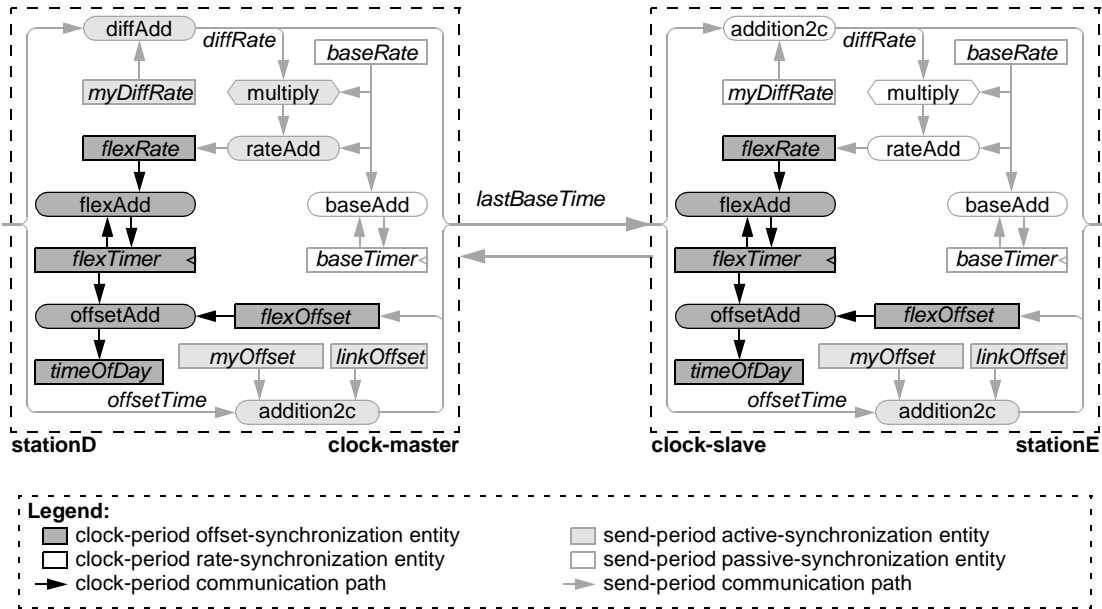 diffAdd
diffRate
baseRate
myDiffRate
multiply
flexRate
rateAdd
flexAdd
baseAdd
flexTimer <
baseTimer <
offsetAdd
flexOffset
timeOfDay
myOffset
linkOffset
offsetTime
addition2c
stationD
clock-master
lastBaseTime
addition2c
diffRate
baseRate
myDiffRate
multiply
flexRate
rateAdd
flexAdd
baseAdd
flexTimer <
baseTimer <
offsetAdd
flexOffset
timeOfDay
myOffset
linkOffset
offsetTime
addition2c
clock-slave
stationE
Legend:
clock-period offset-synchronization entity
clock-period rate-synchronization entity
clock-period communication path
send-period active-synchronization entity
send-period passive-synchronization entity
send-period communication path